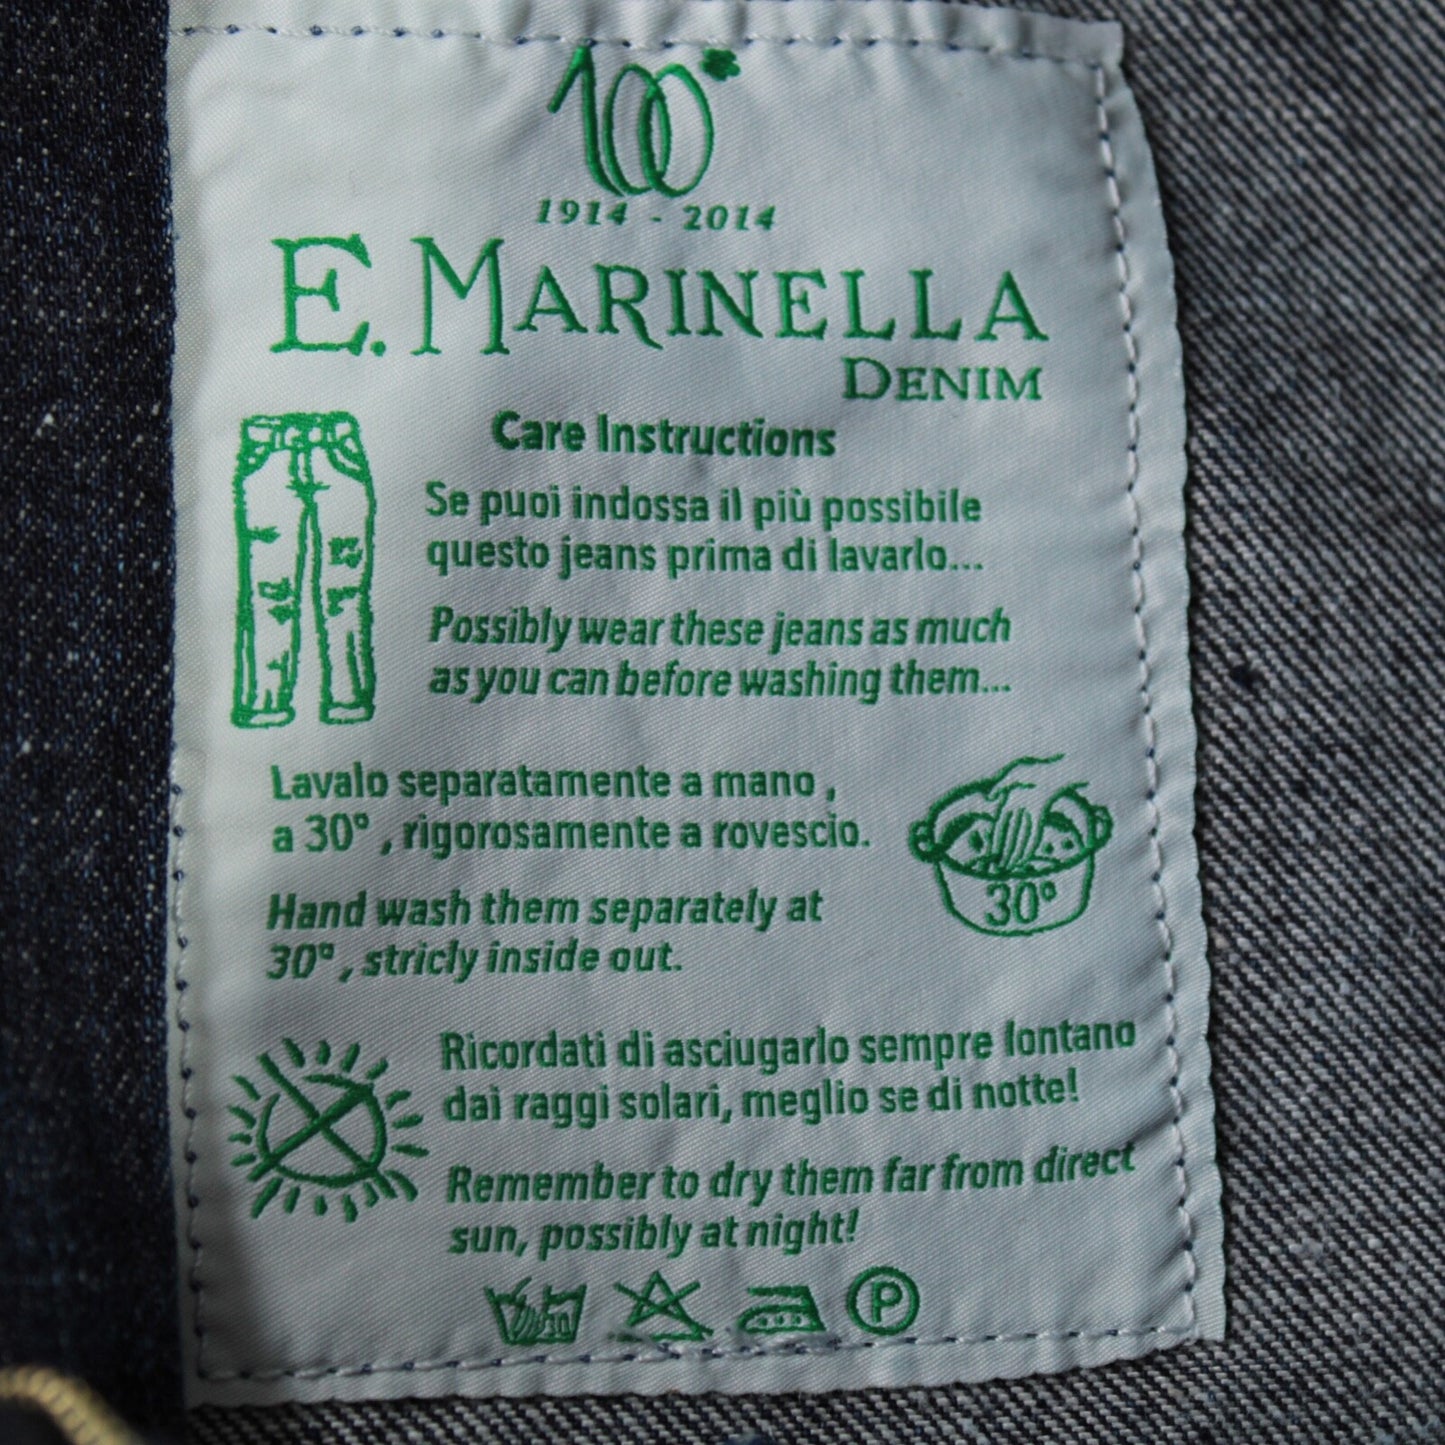 100
1914 - 2014
E. MARINELLA
DENIM
Care Instructions
Se puoi indossa il più possibile
questo jeans prima di lavarlo...
Possibly wear these jeans as much
as you can before washing them...
Lavalo separatamente a mano ,
a 30° , rigorosamente a rovescio.
30°
Hand wash them separately at
30° , stricly inside out.
Ricordati di asciugarlo sempre lontano
dai raggi solari, meglio se di notte!
Remember to dry them far from direct
sun, possibly at night!
P